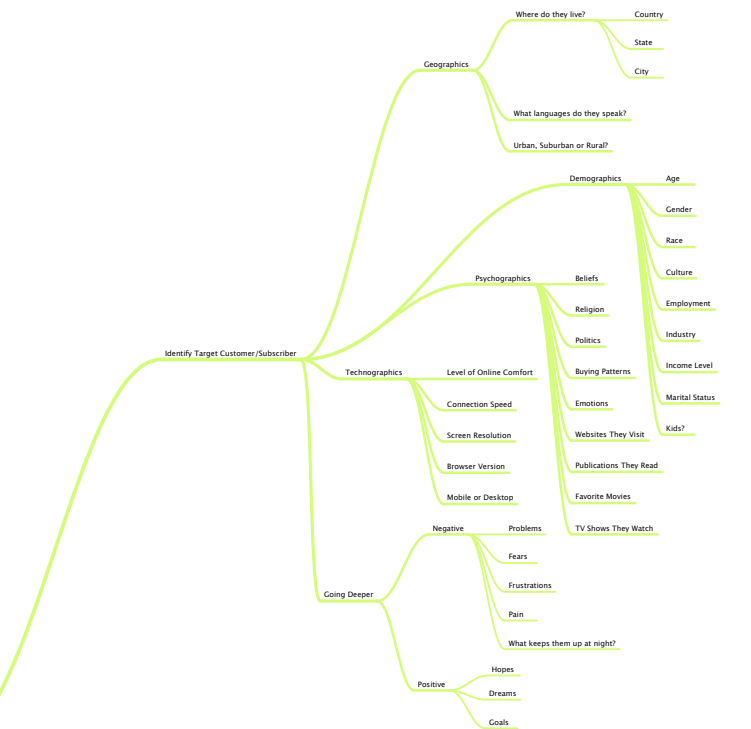 Identify Target Customer/Subscriber
Geographics
Where do they live?
Country
State
City
What languages do they speak?
Urban, Suburban or Rural?
Demographics
Age
Gender
Race
Culture
Employment
Industry
Income Level
Marital Status
Kids?
Psychographics
Beliefs
Religion
Politics
Buying Patterns
Emotions
Websites They Visit
Publications They Read
Favorite Movies
TV Shows They Watch
Technographics
Level of Online Comfort
Connection Speed
Screen Resolution
Browser Version
Mobile or Desktop
Going Deeper
Negative
Problems
Fears
Frustrations
Pain
What keeps them up at night?
Positive
Hopes
Dreams
Goals